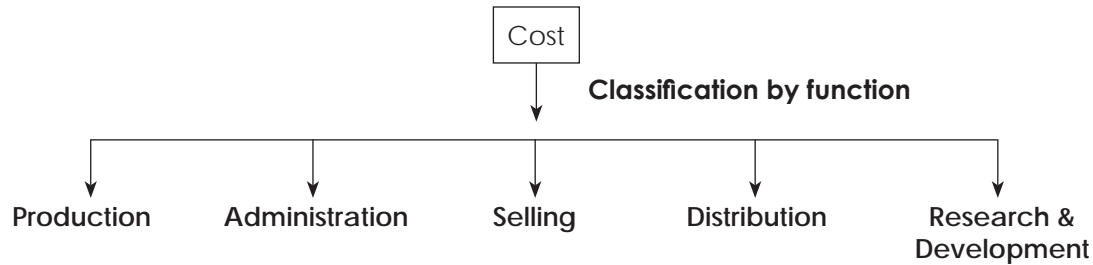 Cost
Classification by function
Production
Administration
Selling
Distribution
Research &
Development